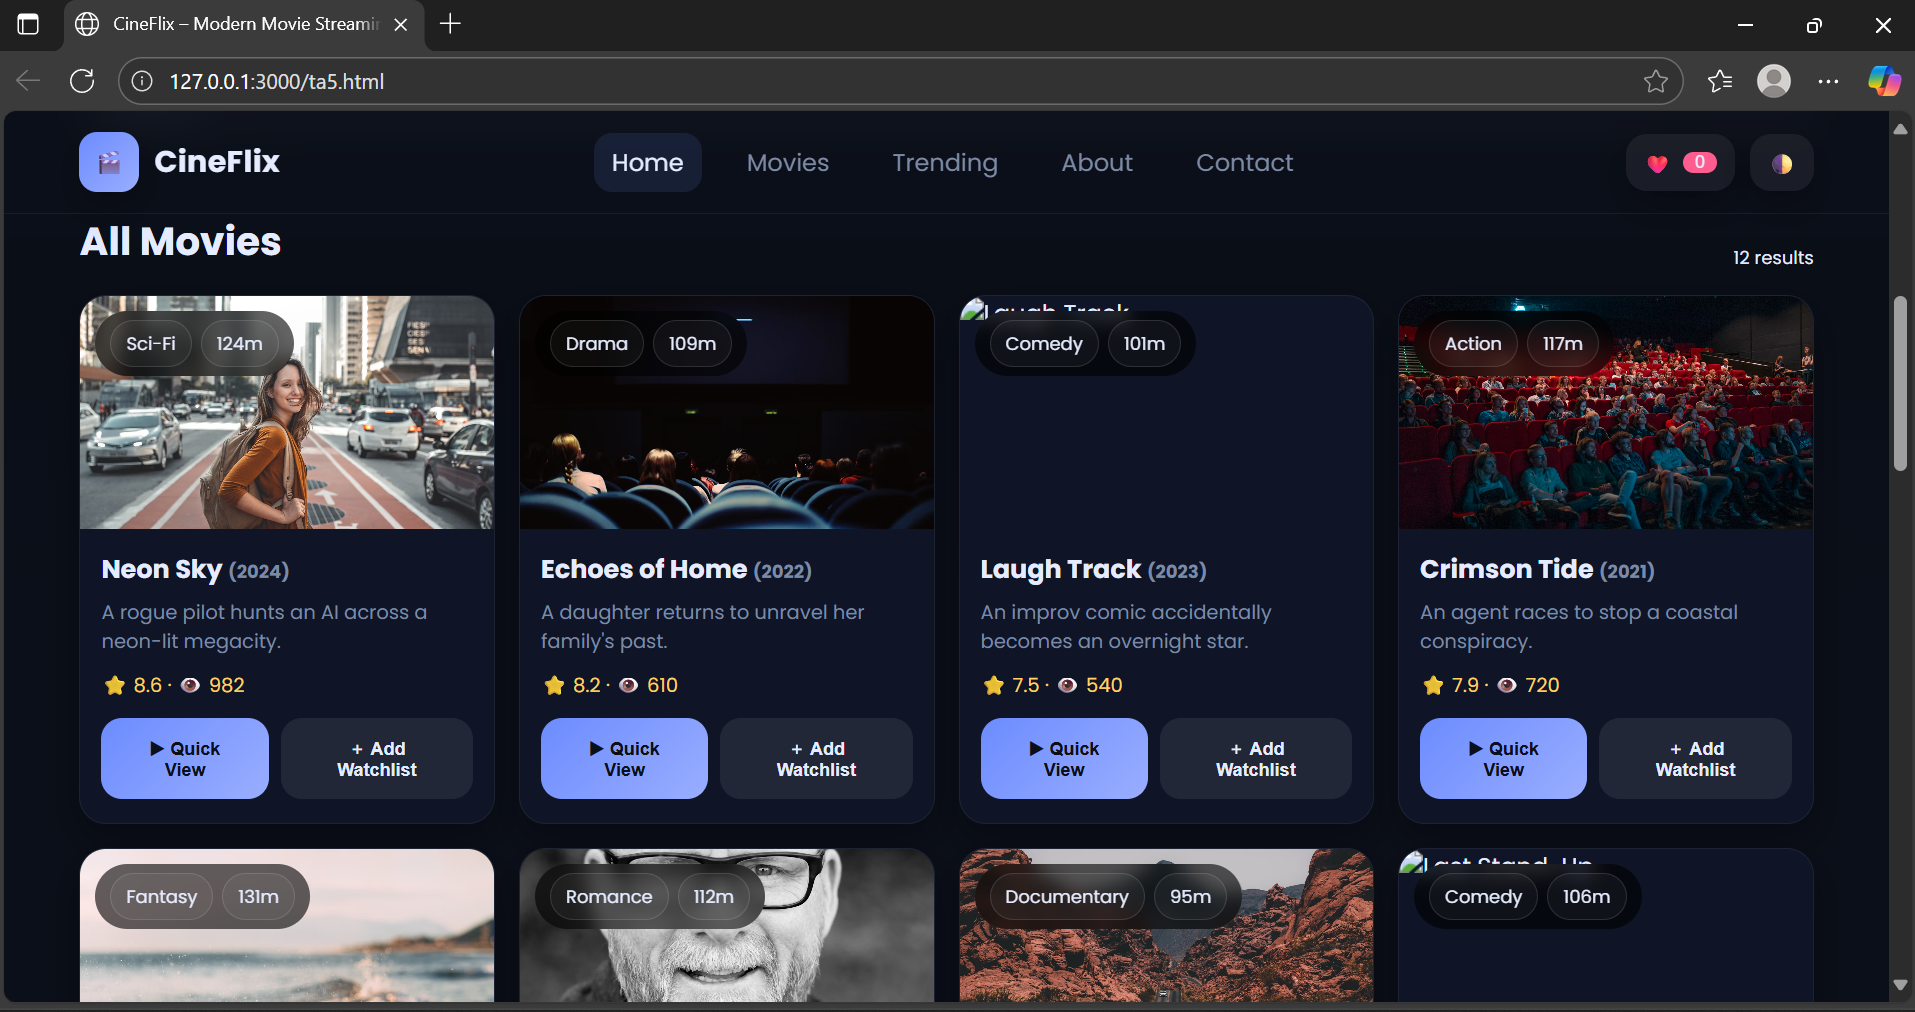 CineFlix – Modern Movie Streami
127.0.0.1:3000/ta5.html
CineFlix
Home
Movies
Trending
About
Contact
0
All Movies
12 results
Sci-Fi
124m
Neon Sky (2024)
A rogue pilot hunts an AI across a
neon-lit megacity.
8.6 · 982
Quick
View
+ Add
Watchlist
Drama
109m
Echoes of Home (2022)
A daughter returns to unravel her
family's past.
8.2 · 610
Quick
View
+ Add
Watchlist
Laugh Track
Comedy
101m
Laugh Track (2023)
An improv comic accidentally
becomes an overnight star.
7.5 · 540
Quick
View
+ Add
Watchlist
Action
117m
Crimson Tide (2021)
An agent races to stop a coastal
conspiracy.
7.9 · 720
Quick
View
+ Add
Watchlist
Fantasy
131m
Romance
112m
Documentary
95m
Last Stand-Up
Comedy
106m